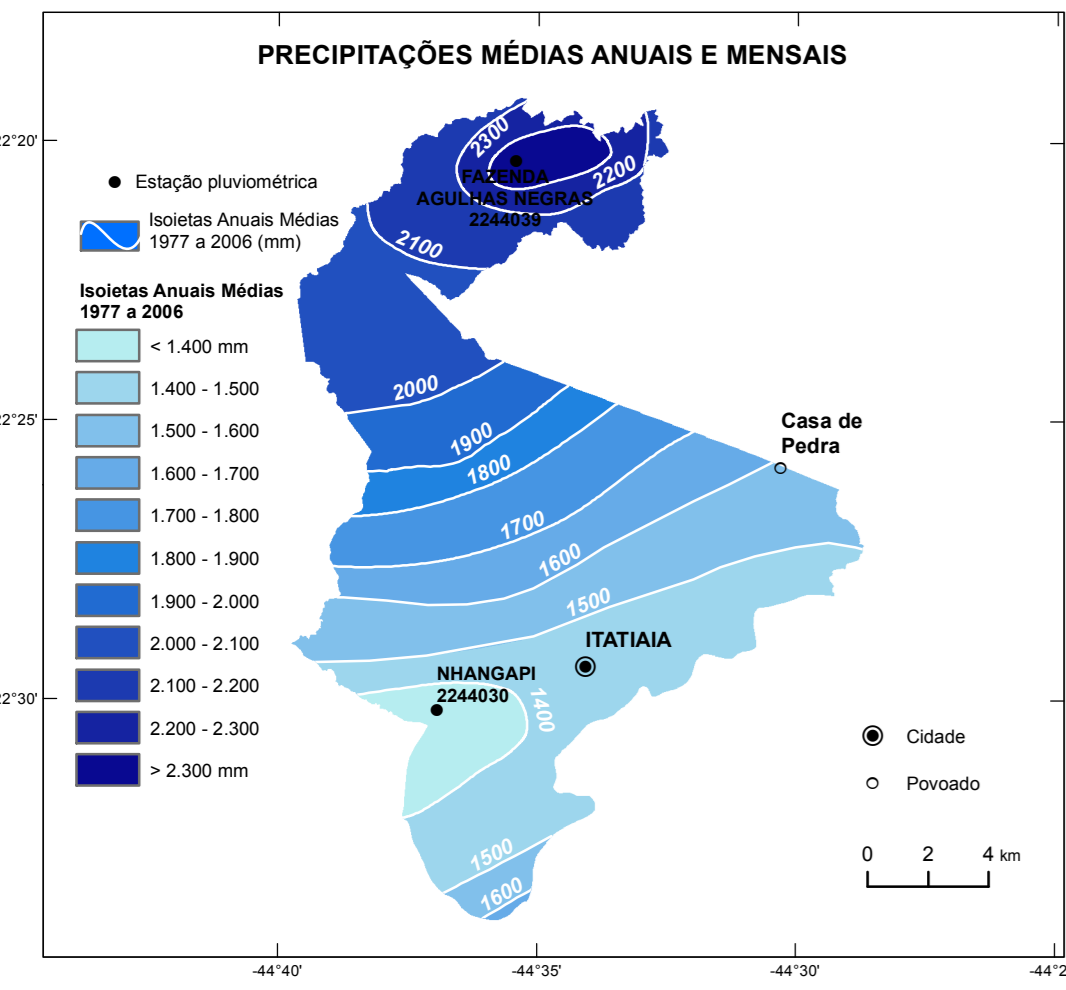 PRECIPITAÇÕES MÉDIAS ANUAIS E MENSAIS
22°20'
Estação pluviométrica
Isoietas Anuais Médias
1977 a 2006 (mm)
Isoietas Anuais Médias
1977 a 2006
< 1.400 mm
1.400 - 1.500
1.500 - 1.600
1.600 - 1.700
1.700 - 1.800
1.800 - 1.900
1.900 - 2.000
2.000 - 2.100
2.100 - 2.200
2.200 - 2.300
> 2.300 mm
2300
2200
FAZENDA
AGULHAS NEGRAS
2244039
2100
2000
1900
1800
1700
1600
1500
Casa de
Pedra
ITATIAIA
NHANGAPI
2244030
1400
1500
1600
22°25'
22°30'
Cidade
Povoado
0 2 4 km
-44°40'
-44°35'
-44°30'
-44°2